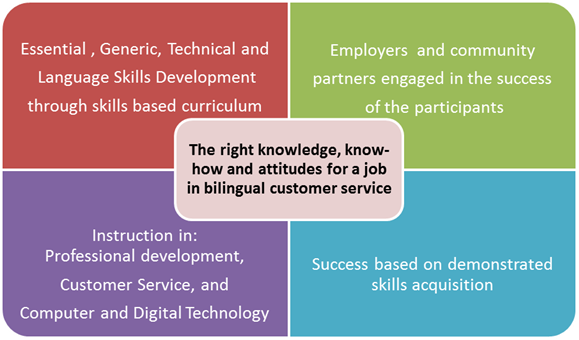 Essential , Generic, Technical and
Language Skills Development
through skills based curriculum
Employers and community
partners engaged in the success
of the participants
The right knowledge, know-
how and attitudes for a job
in bilingual customer service
Instruction in:
Professional development,
Customer Service, and
Computer and Digital Technology
Success based on demonstrated
skills acquisition